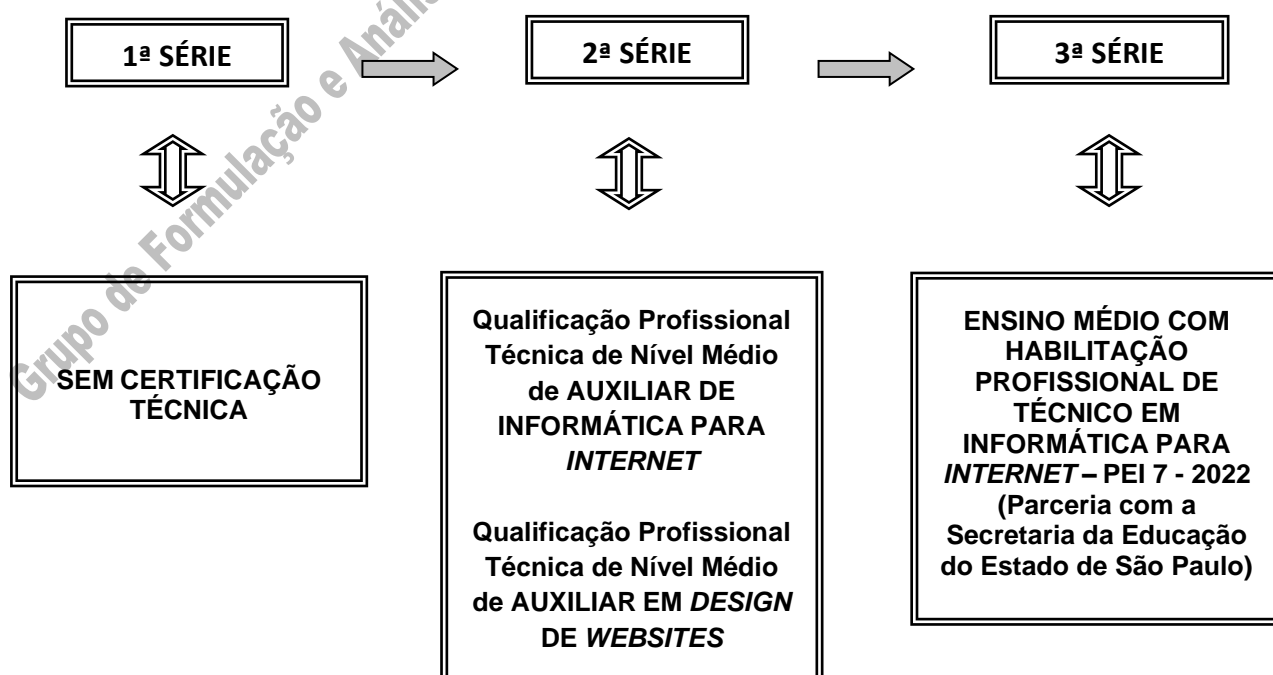 1ª SÉRIE
2ª SÉRIE
3ª SÉRIE
Grupo de Formulação e
SEM CERTIFICAÇÃO
TÉCNICA
Qualificação Profissional
Técnica de Nível Médio
de AUXILIAR DE
INFORMÁTICA PARA
INTERNET
Qualificação Profissional
Técnica de Nível Médio
de AUXILIAR EM DESIGN
DE WEBSITES
ENSINO MÉDIO COM
HABILITAÇÃO
PROFISSIONAL DE
TÉCNICO EM
INFORMÁTICA PARA
INTERNET – PEI 7 - 2022
(Parceria com a
Secretaria da Educação
do Estado de São Paulo)